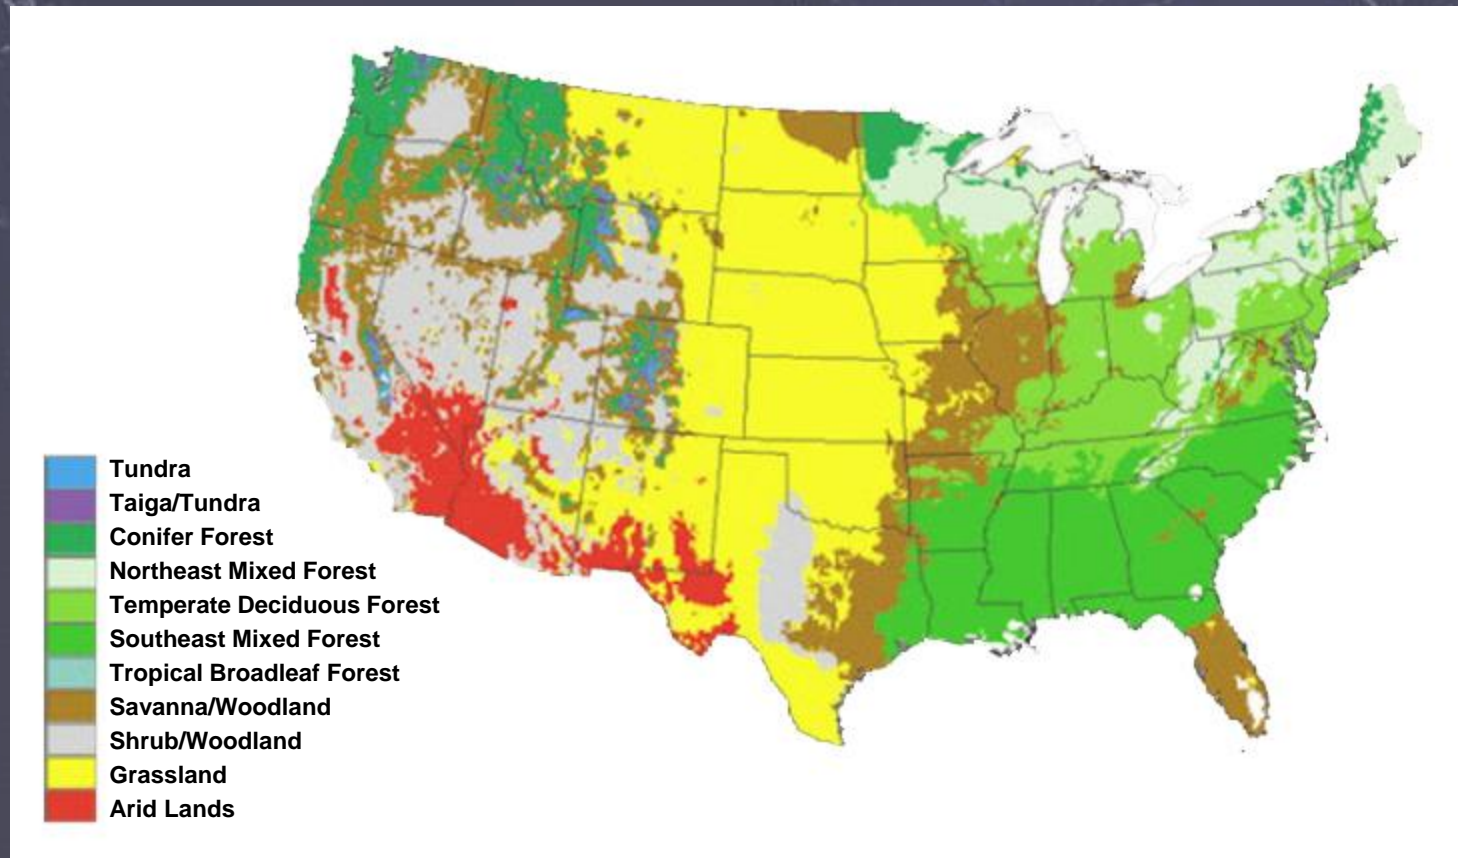 Tundra
Taiga/Tundra
Conifer Forest
Northeast Mixed Forest
Temperate Deciduous Forest
Southeast Mixed Forest
Tropical Broadleaf Forest
Savanna/Woodland
Shrub/Woodland
Grassland
Arid Lands